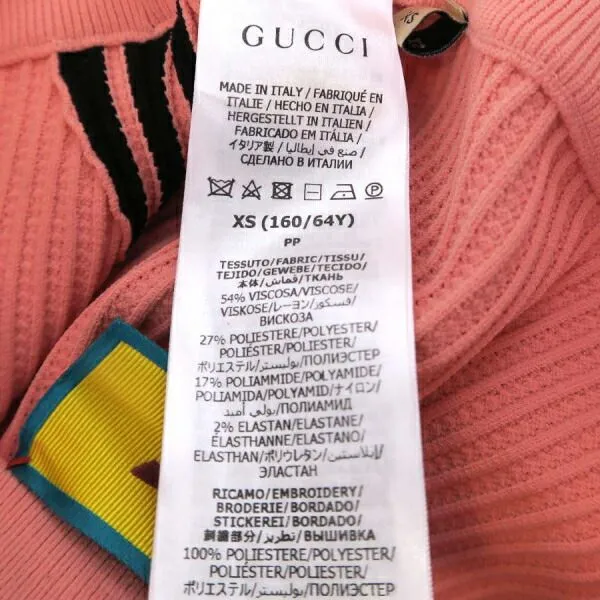 XS
GUCCI
MADE IN ITALY / FABRIQUÉ EN
ITALIE / HECHO EN ITALIA /
HERGESTELLT IN ITALIEN /
FABRICADO EM ITÁLIA /
イタリア製 / صنع في إيطاليا /
СДЕЛАНО В ИТАЛИИ
XS (160/64Y)
PP
TESSUTO/FABRIC/TISSU/
TEJIDO/GEWEBE/TECIDO/
本体/قماش/ТКАНЬ
54% VISCOSA/VISCOSE/
VISKOSE/レーヨン/فسكوز/
ВИСКОЗА
27% POLIESTERE/POLYESTER/
POLIÉSTER/POLYESTER/
ポリエステル/بوليستر/ПОЛИЭСТЕР
17% POLIAMMIDE/POLYAMIDE/
POLIAMIDA/POLYAMID/ナイロン/
بولي أميد/ПОЛИАМИД
2% ELASTAN/ELASTANE/
ÉLASTHANNE/ELASTANO/
ELASTHAN/ポリウレタン/إيلاستين/
ЭЛАСТАН
RICAMO/EMBROIDERY/
BRODERIE/BORDADO/
STICKEREI/BORDADO/
刺繍部分/تطريز/ВЫШИВКА
100% POLIESTERE/POLYESTER/
POLIÉSTER/POLYESTER/
ポリエステル/بوليستر/ПОЛИЭСТЕР